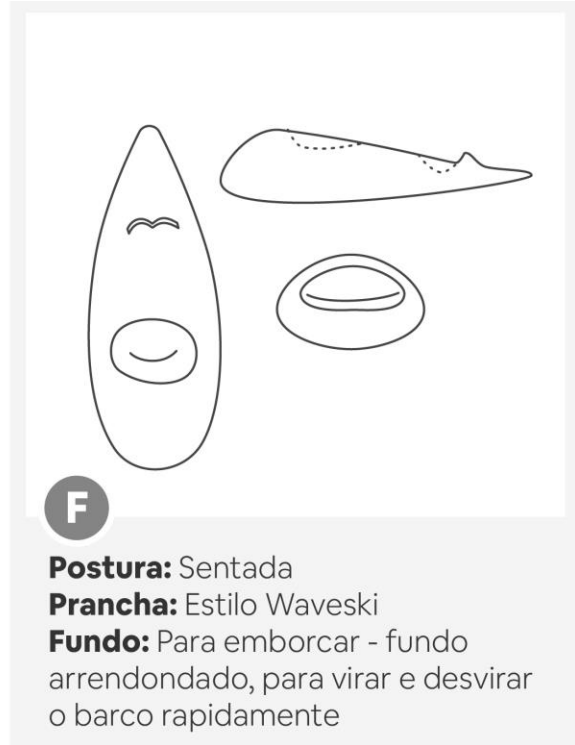 F
Postura: Sentada
Prancha: Estilo Waveski
Fundo: Para emborcar - fundo
arrendondado, para virar e desvirar
o barco rapidamente